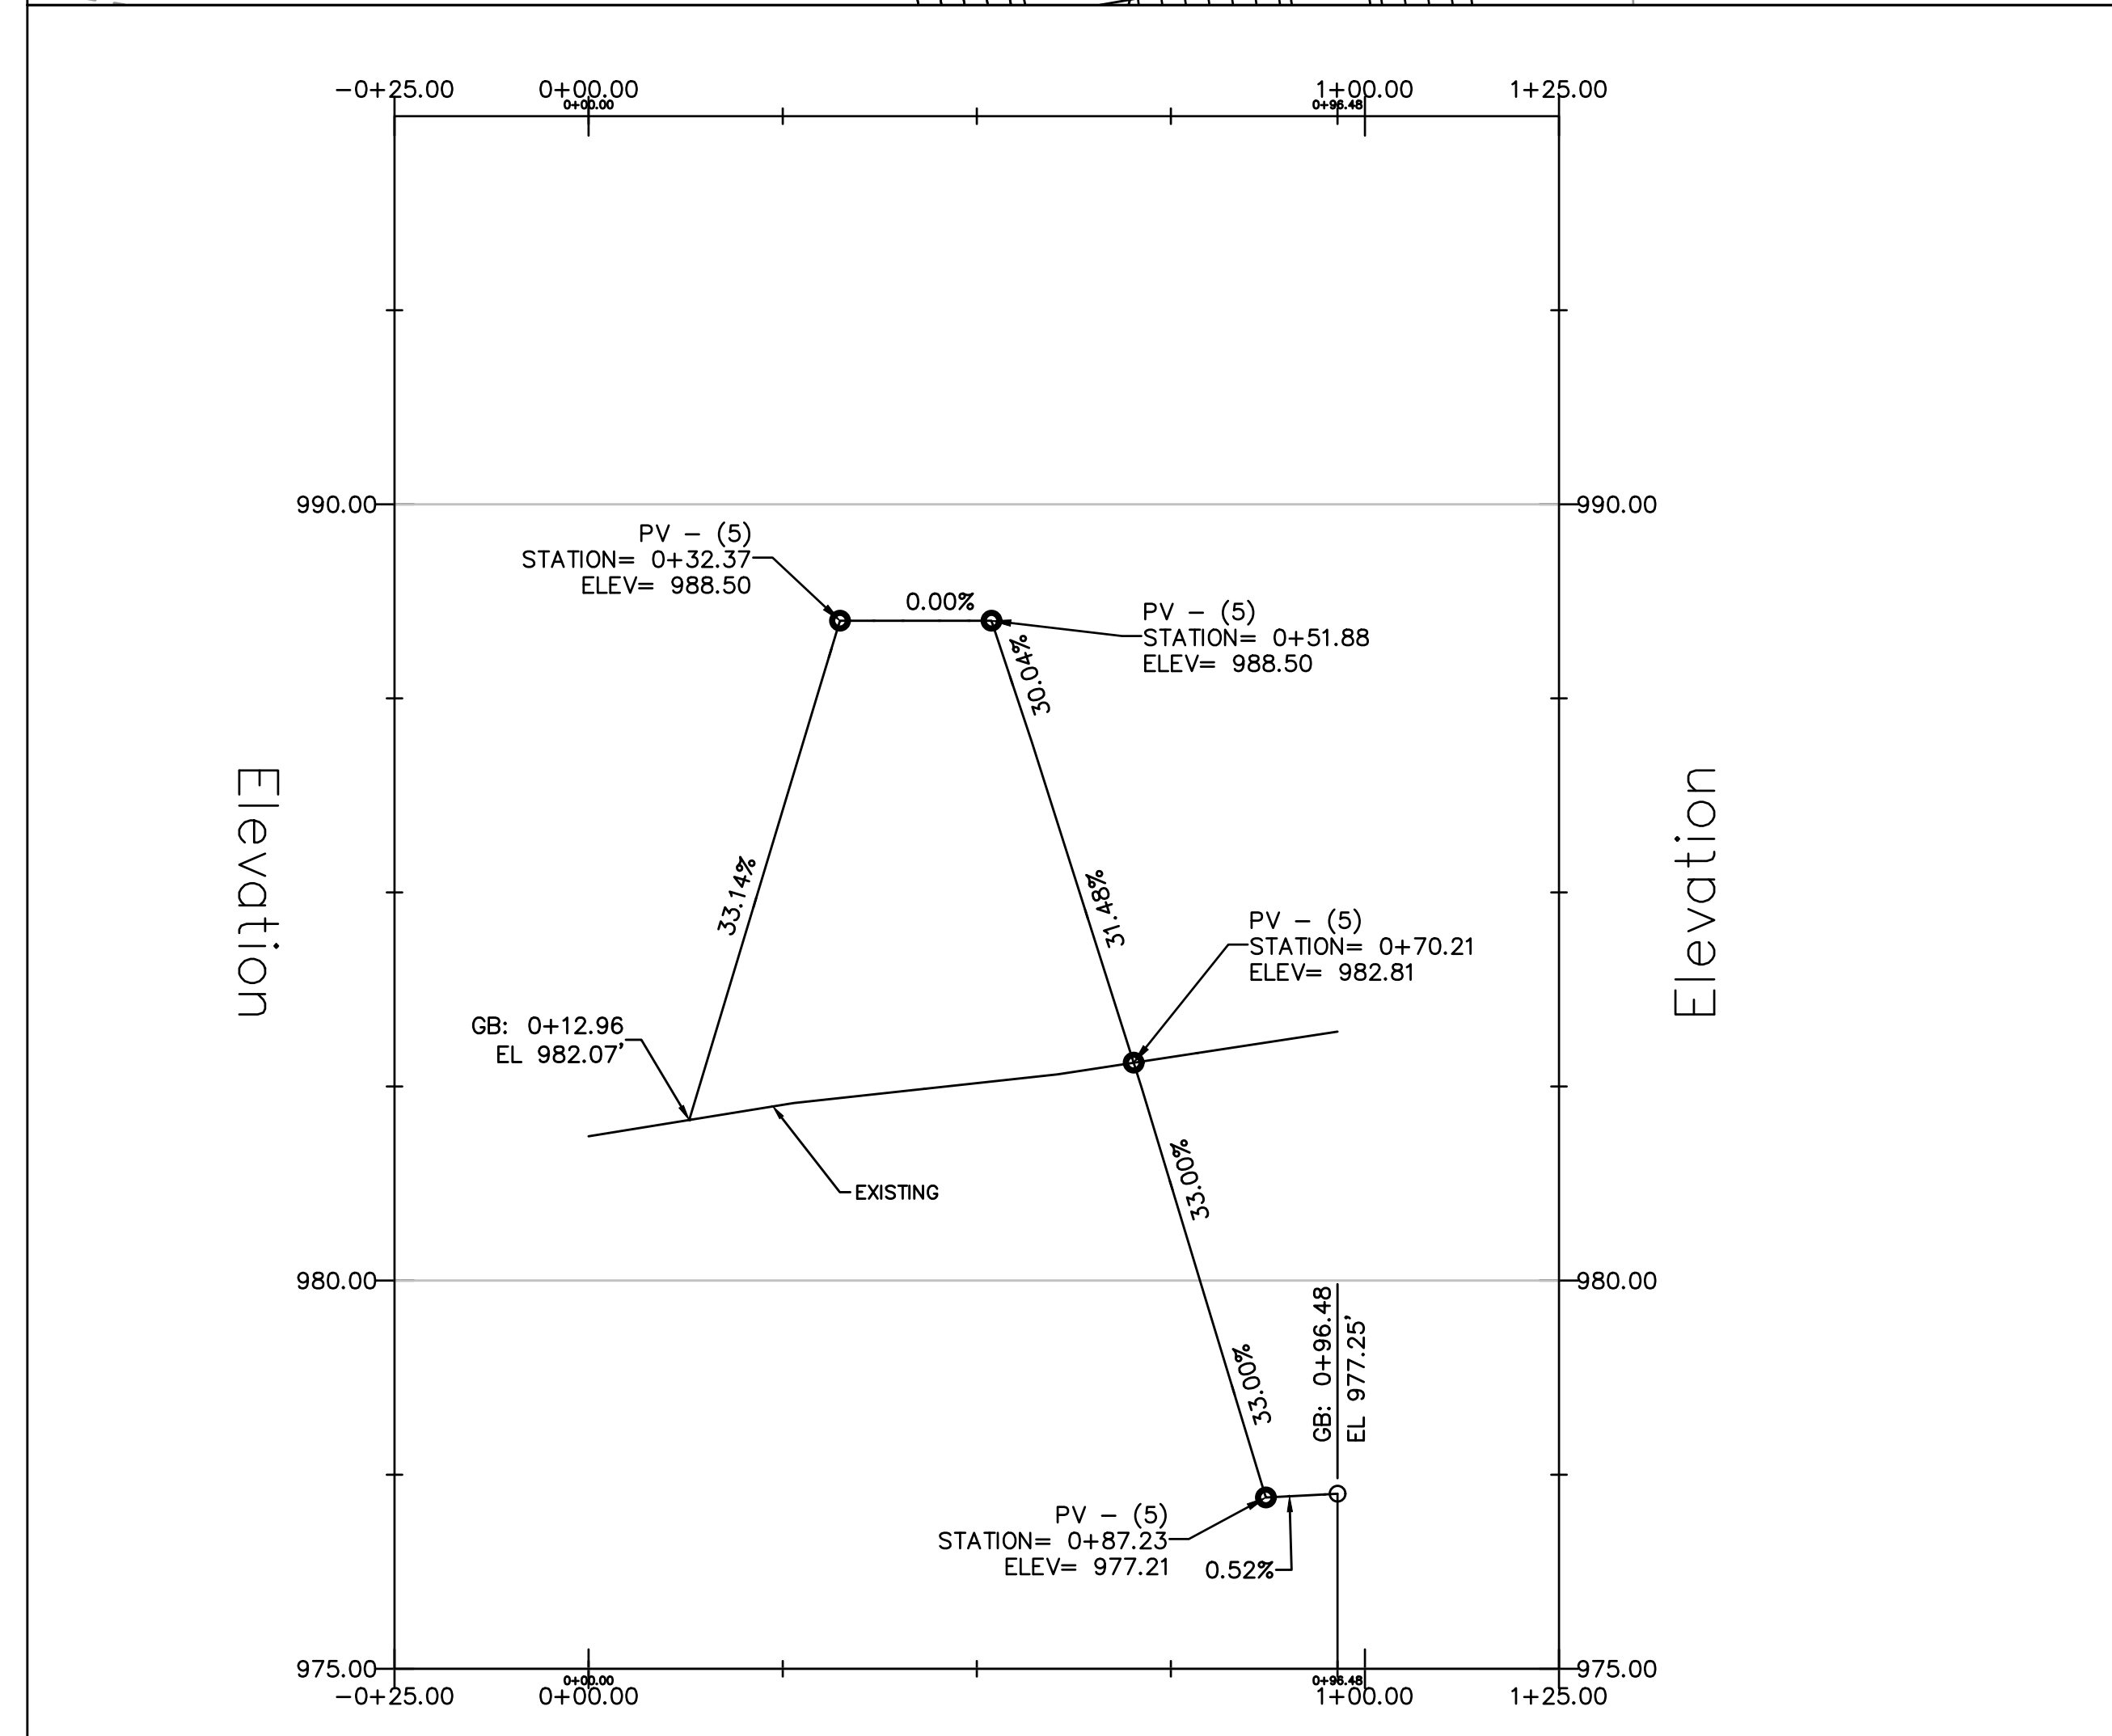 -0+25.00
0+00.00
1+00.00
1+25.00
0+00.00
0+96.48
990.00
990.00
PV - (5)
STATION= 0+32.37
ELEV= 988.50
0.00%
PV - (5)
STATION= 0+51.88
ELEV= 988.50
30.04%
Elevation
Elevation
33.14%
31.48%
PV - (5)
STATION= 0+70.21
ELEV= 982.81
GB: 0+12.96
EL 982.07'
33.00%
EXISTING
980.00
980.00
33.00%
GB: 0+96.48
EL 977.25'
PV - (5)
STATION= 0+87.23
ELEV= 977.21
0.52%
975.00
975.00
0+00.00
0+96.48
-0+25.00
0+00.00
1+00.00
1+25.00